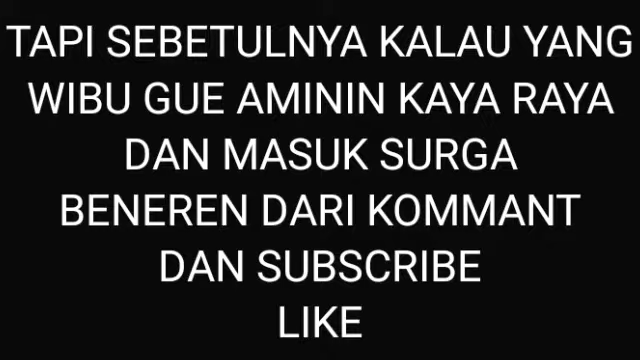 TAPI SEBETULNYA KALAU YANG
WIBU GUE AMININ KAYA RAYA
DAN MASUK SURGA
BENEREN DARI KOMMANT
DAN SUBSCRIBE
LIKE